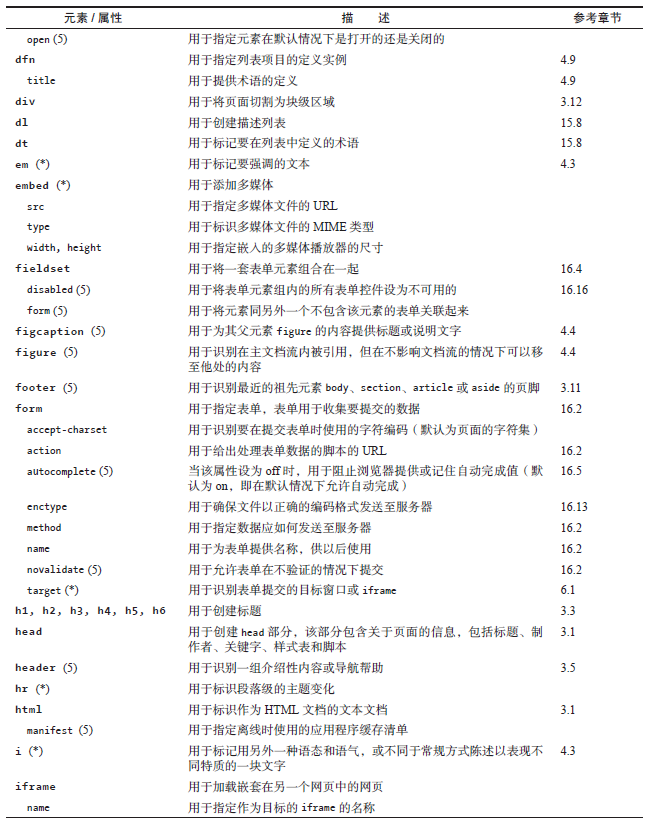 元素 / 属性 描 述 参考章节
open (5) 用于指定元素在默认情况下是打开的还是关闭的
dfn 用于指定列表项目的定义实例 4.9
title 用于提供术语的定义 4.9
div 用于将页面切割为块级区域 3.12
dl 用于创建描述列表 15.8
dt 用于标记要在列表中定义的术语 15.8
em (*) 用于标记要强调的文本 4.3
embed (*) 用于添加多媒体
src 用于指定多媒体文件的 URL
type 用于标识多媒体文件的 MIME 类型
width, height 用于指定嵌入的多媒体播放器的尺寸
fieldset 用于将一套表单元素组合在一起 16.4
disabled (5) 用于将表单元素组内的所有表单控件设为不可用的 16.16
form (5) 用于将元素同另外一个不包含该元素的表单关联起来
figcaption (5) 用于为其父元素 figure 的内容提供标题或说明文字 4.4
figure (5) 用于识别在主文档流内被引用，但在不影响文档流的情况下可以移 4.4
至他处的内容
footer (5) 用于识别最近的祖先元素 body、section、article 或 aside 的页脚 3.11
form 用于指定表单，表单用于收集要提交的数据 16.2
accept-charset 用于识别要在提交表单时使用的字符编码（默认为页面的字符集）
action 用于给出处理表单数据的脚本的 URL 16.2
autocomplete (5) 当该属性设为 off 时，用于阻止浏览器提供或记住自动完成值（默 16.5
认为 on，即在默认情况下允许自动完成）
enctype 用于确保文件以正确的编码格式发送至服务器 16.13
method 用于指定数据应如何发送至服务器 16.2
name 用于为表单提供名称，供以后使用 16.2
novalidate (5) 用于允许表单在不验证的情况下提交 16.2
target (*) 用于识别表单提交的目标窗口或 iframe 6.1
h1, h2, h3, h4, h5, h6 用于创建标题 3.3
head 用于创建 head 部分，该部分包含关于页面的信息，包括标题、制 3.1
作者、关键字、样式表和脚本
header (5) 用于识别一组介绍性内容或导航帮助 3.5
hr (*) 用于标识段落级的主题变化
html 用于标识作为 HTML 文档的文本文档 3.1
manifest (5) 用于指定离线时使用的应用程序缓存清单
i (*) 用于标记用另外一种语态和语气，或不同于常规方式陈述以表现不 4.3
同特质的一块文字
iframe 用于加载嵌套在另一个网页中的网页
name 用于指定作为目标的 iframe 的名称